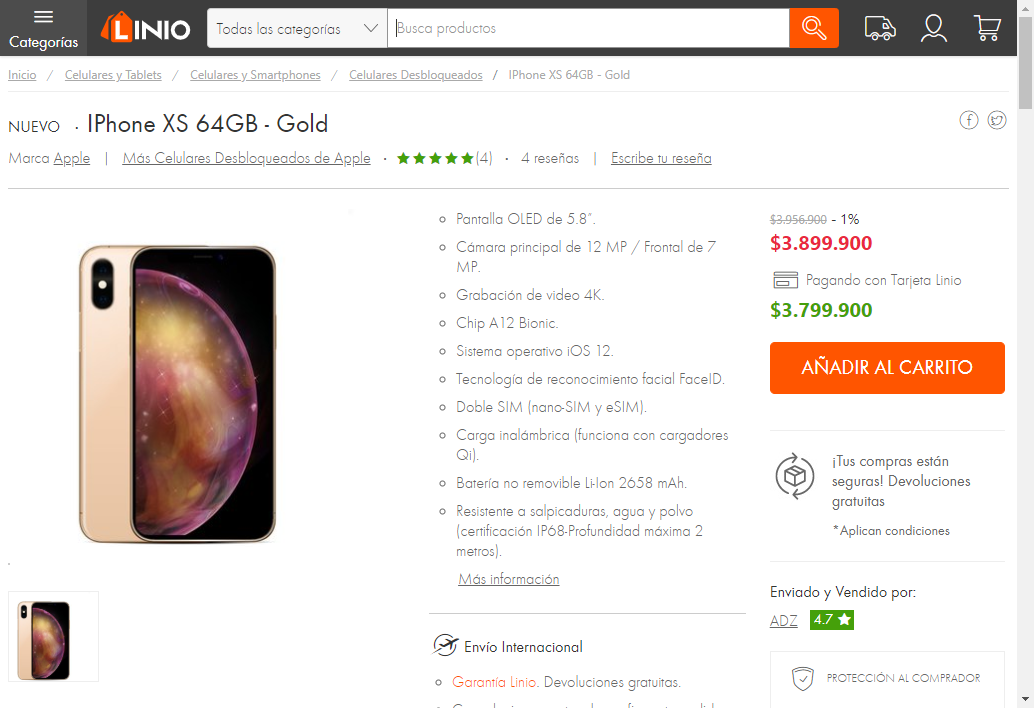 Categorías
LINIO
Todas las categorías
Busca productos
Inicio / Celulares y Tablets / Celulares y Smartphones / Celulares Desbloqueados / IPhone XS 64GB - Gold
NUEVO · IPhone XS 64GB - Gold
Marca Apple | Más Celulares Desbloqueados de Apple · (4) · 4 reseñas | Escribe tu reseña
Pantalla OLED de 5.8”.
Cámara principal de 12 MP / Frontal de 7
MP.
Grabación de video 4K.
Chip A12 Bionic.
Sistema operativo iOS 12.
Tecnología de reconocimiento facial FaceID.
Doble SIM (nano-SIM y eSIM).
Carga inalámbrica (funciona con cargadores
Qi).
Batería no removible Li-Ion 2658 mAh.
Resistente a salpicaduras, agua y polvo
(certificación IP68-Profundidad máxima 2
metros).
Más información
Envío Internacional
Garantía Linio. Devoluciones gratuitas.
$3.956.900 - 1%
$3.899.900
Pagando con Tarjeta Linio
$3.799.900
AÑADIR AL CARRITO
¡Tus compras están
seguras! Devoluciones
gratuitas
*Aplican condiciones
Enviado y Vendido por:
ADZ 4.7
PROTECCIÓN AL COMPRADOR